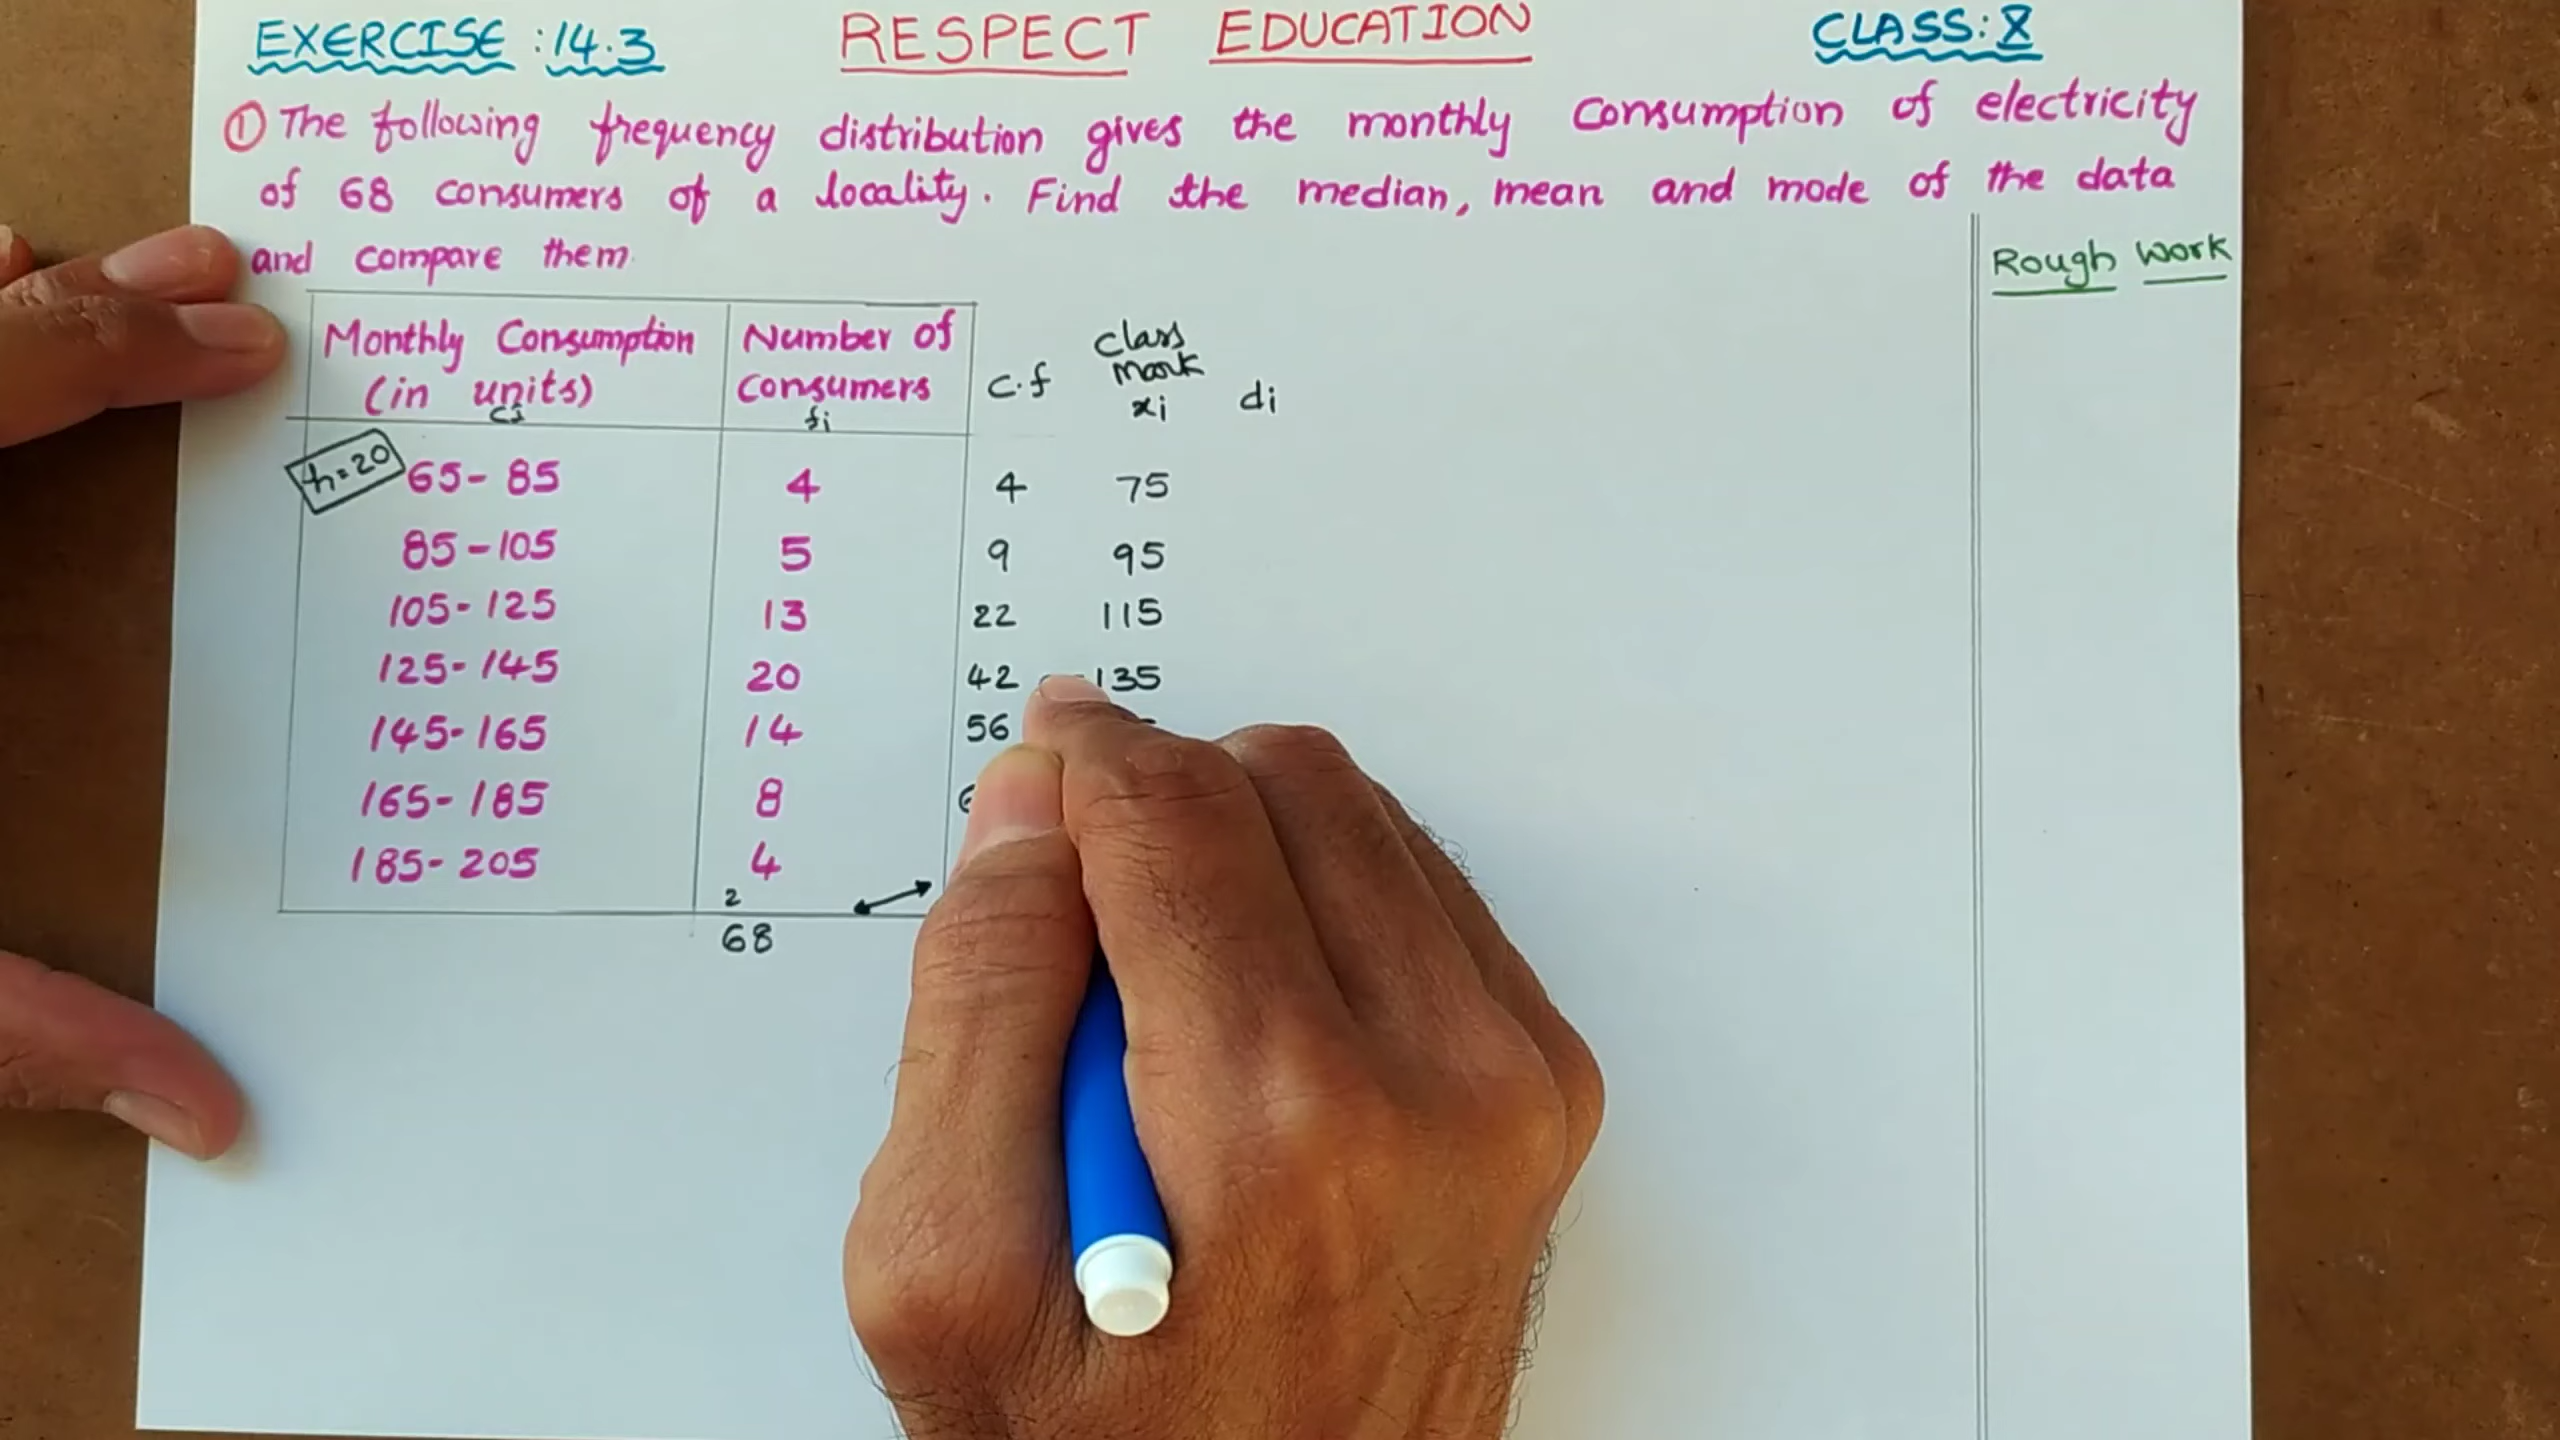 EXERCISE : 14.3 RESPECT EDUCATION CLASS: X
① The following frequency distribution gives the monthly consumption of electricity
of 68 consumers of a locality. Find the median, mean and mode of the data
and compare them.
Rough Work
Monthly Consumption (in units) CI
Number of Consumers fi
c.f
class mark xi
di
h=20
65- 85 4 4 75
85-105 5 9 95
105- 125 13 22 115
125- 145 20 42 135
145- 165 14 56
165- 185 8
185- 205 4
2
68